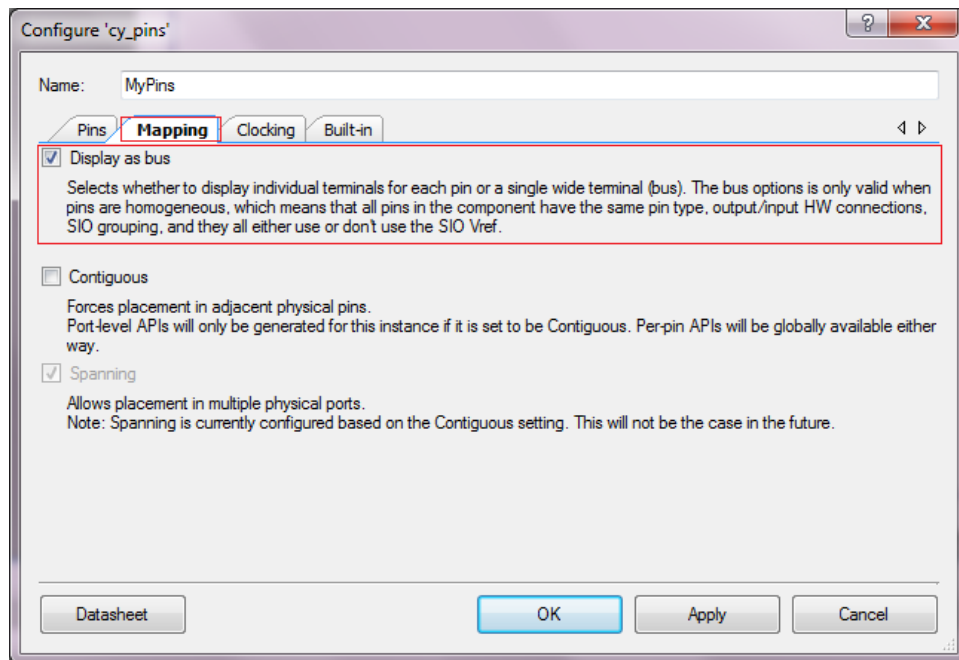 Configure 'cy_pins'
Name: MyPins
Pins Mapping Clocking Built-in
Display as bus
Selects whether to display individual terminals for each pin or a single wide terminal (bus). The bus options is only valid when
pins are homogeneous, which means that all pins in the component have the same pin type, output/input HW connections,
SIO grouping, and they all either use or don't use the SIO Vref.
Contiguous
Forces placement in adjacent physical pins.
Port-level APIs will only be generated for this instance if it is set to be Contiguous. Per-pin APIs will be globally available either
way.
Spanning
Allows placement in multiple physical ports.
Note: Spanning is currently configured based on the Contiguous setting. This will not be the case in the future.
Datasheet OK Apply Cancel